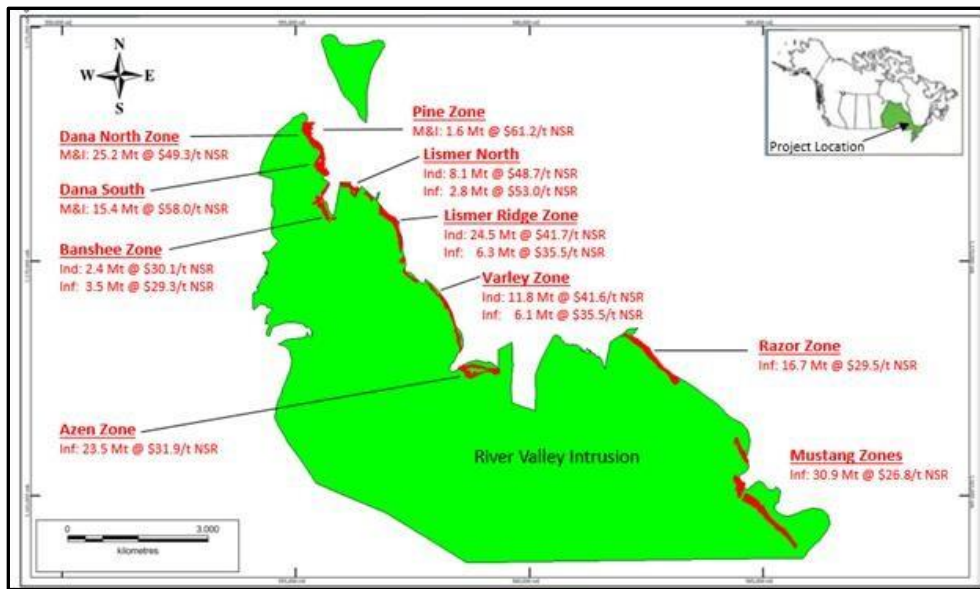 N
W E
S
Pine Zone
M&I: 1.6 Mt @ $61.2/t NSR
Dana North Zone
M&I: 25.2 Mt @ $49.3/t NSR
Lismer North
Ind: 8.1 Mt @ $48.7/t NSR
Inf: 2.8 Mt @ $53.0/t NSR
Dana South
M&I: 15.4 Mt @ $58.0/t NSR
Lismer Ridge Zone
Ind: 24.5 Mt @ $41.7/t NSR
Inf: 6.3 Mt @ $35.5/t NSR
Banshee Zone
Ind: 2.4 Mt @ $30.1/t NSR
Inf: 3.5 Mt @ $29.3/t NSR
Varley Zone
Ind: 11.8 Mt @ $41.6/t NSR
Inf: 6.1 Mt @ $35.5/t NSR
Razor Zone
Inf: 16.7 Mt @ $29.5/t NSR
Azen Zone
Inf: 23.5 Mt @ $31.9/t NSR
River Valley Intrusion
Mustang Zones
Inf: 30.9 Mt @ $26.8/t NSR
Project Location
0 3.000
kilometres